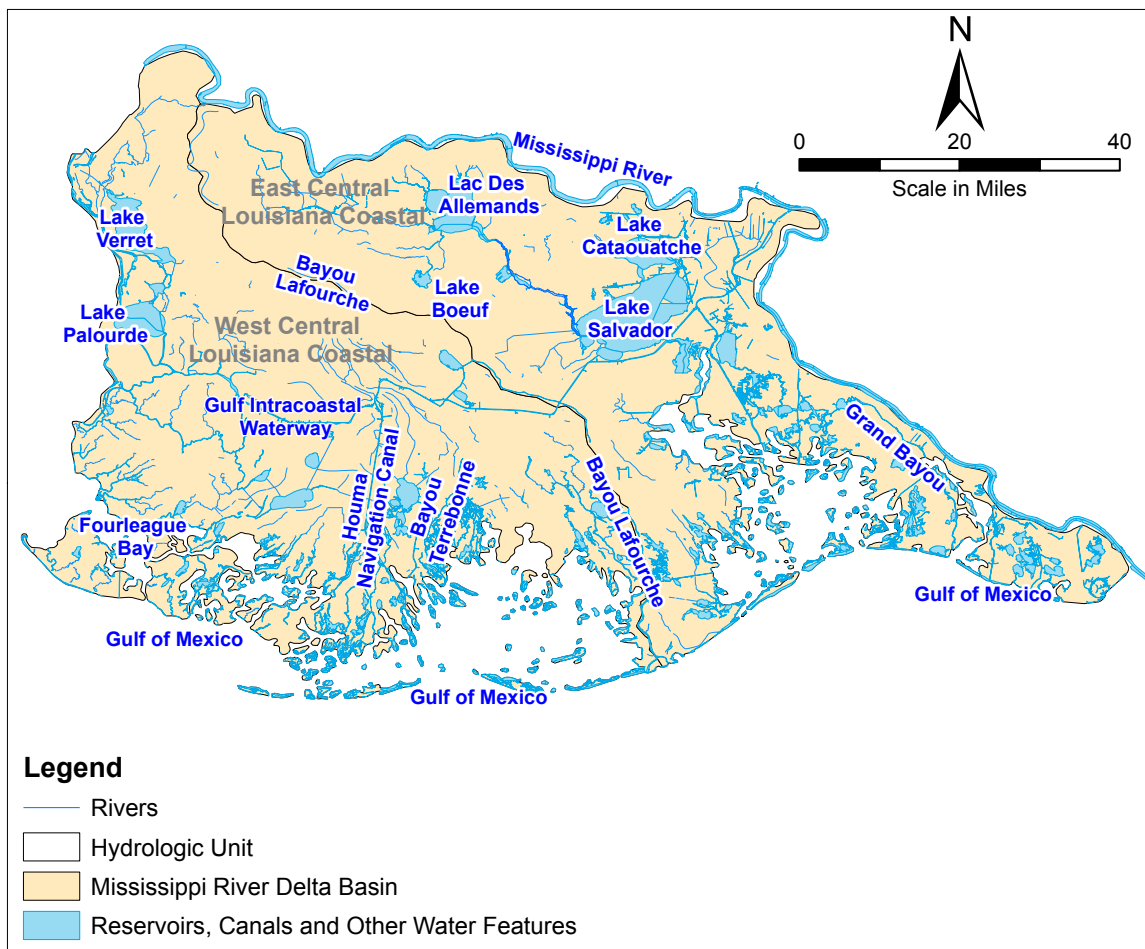 N
0 20 40
Scale in Miles
Mississippi River
East Central
Louisiana Coastal
Lac Des
Allemands
Lake
Verret
Lake
Cataouatche
Bayou
Lafourche
Lake
Boeuf
Lake
Salvador
Lake
Palourde
West Central
Louisiana Coastal
Gulf Intracoastal
Waterway
Grand Bayou
Houma
Navigation Canal
Bayou
Terrebonne
Bayou Lafourche
Fourleague
Bay
Gulf of Mexico
Gulf of Mexico
Gulf of Mexico
Legend
Rivers
Hydrologic Unit
Mississippi River Delta Basin
Reservoirs, Canals and Other Water Features